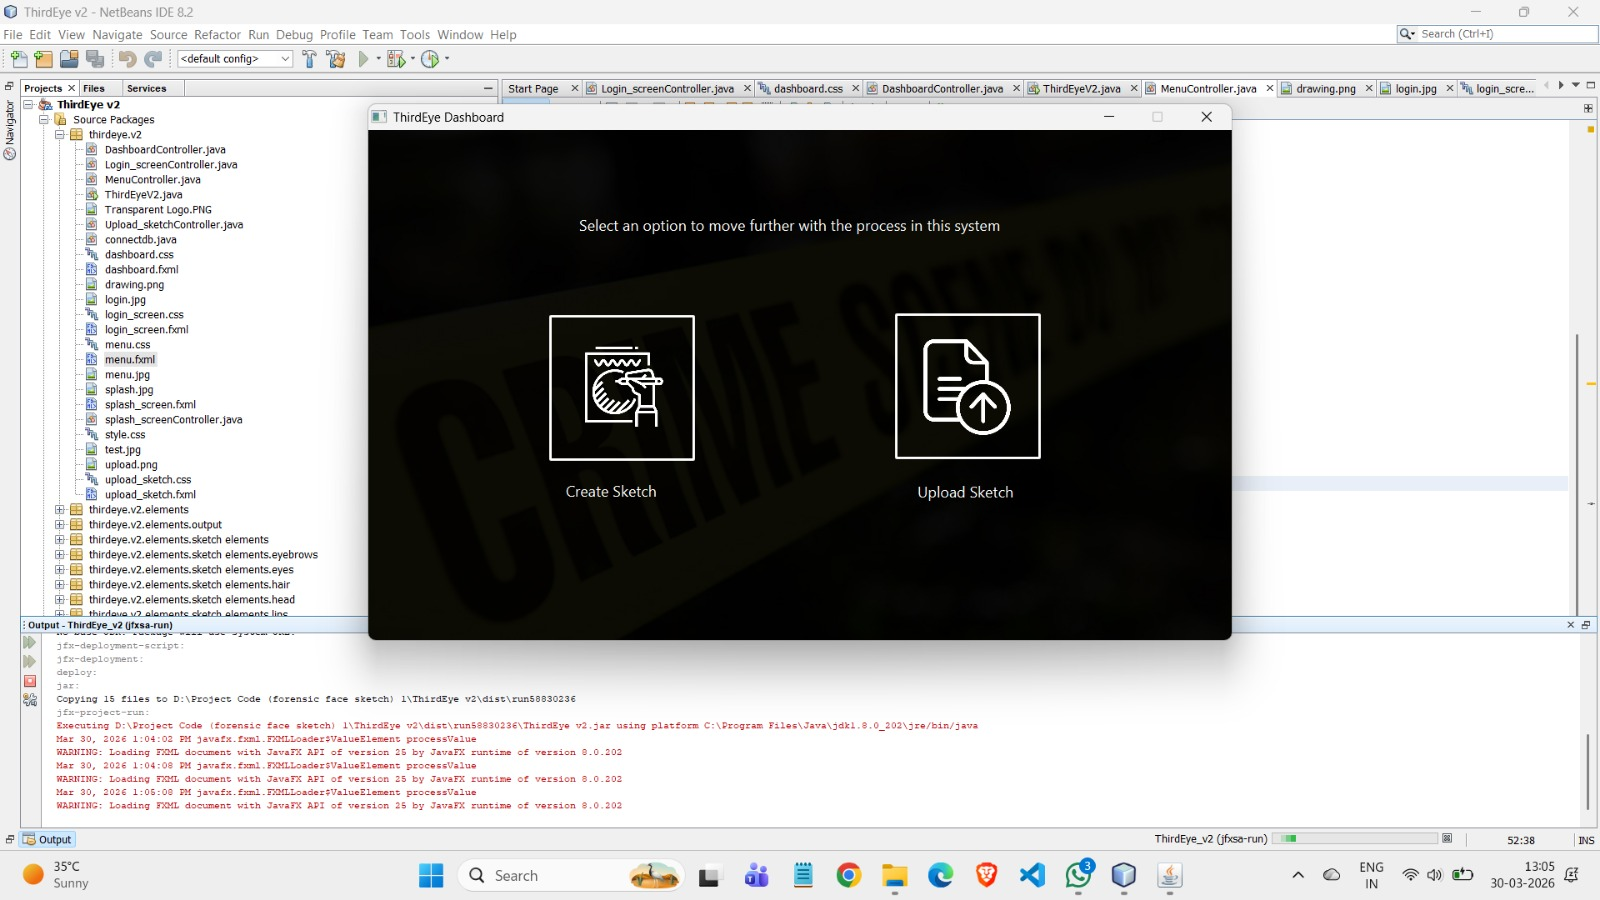 ThirdEye v2 - NetBeans IDE 8.2
File Edit View Navigate Source Refactor Run Debug Profile Team Tools Window Help
Search (Ctrl+I)
<default config>
Projects Files Services
Start Page Login_screenController.java dashboard.css DashboardController.java ThirdEyeV2.java MenuController.java drawing.png login.jpg login_scre...
Navigator
ThirdEye v2
Source Packages
thirdeye.v2
DashboardController.java
Login_screenController.java
MenuController.java
ThirdEyeV2.java
Transparent Logo.PNG
Upload_sketchController.java
connectdb.java
dashboard.css
dashboard.fxml
drawing.png
login.jpg
login_screen.css
login_screen.fxml
menu.css
menu.fxml
menu.jpg
splash.jpg
splash_screen.fxml
splash_screenController.java
style.css
test.jpg
upload.png
upload_sketch.css
upload_sketch.fxml
thirdeye.v2.elements
thirdeye.v2.elements.output
thirdeye.v2.elements.sketch elements
thirdeye.v2.elements.sketch elements.eyebrows
thirdeye.v2.elements.sketch elements.eyes
thirdeye.v2.elements.sketch elements.hair
thirdeye.v2.elements.sketch elements.head
thirdeye.v2.elements.sketch elements.lips
ThirdEye Dashboard
Select an option to move further with the process in this system
CRIME SCENE DO N
Create Sketch
Upload Sketch
Output - ThirdEye_v2 (jfxsa-run)
jfx-deployment-script:
jfx-deployment:
deploy:
jar:
Copying 15 files to D:\Project Code (forensic face sketch) 1\ThirdEye v2\dist\run58830236
jfx-project-run:
Executing D:\Project Code (forensic face sketch) 1\ThirdEye v2\dist\run58830236\ThirdEye v2.jar using platform C:\Program Files\Java\jdk1.8.0_202\jre/bin/java
Mar 30, 2026 1:04:02 PM javafx.fxml.FXMLLoader$ValueElement processValue
WARNING: Loading FXML document with JavaFX API of version 25 by JavaFX runtime of version 8.0.202
Mar 30, 2026 1:04:08 PM javafx.fxml.FXMLLoader$ValueElement processValue
WARNING: Loading FXML document with JavaFX API of version 25 by JavaFX runtime of version 8.0.202
Mar 30, 2026 1:05:08 PM javafx.fxml.FXMLLoader$ValueElement processValue
WARNING: Loading FXML document with JavaFX API of version 25 by JavaFX runtime of version 8.0.202
Output
ThirdEye_v2 (jfxsa-run)
52:38 INS
35°C
Sunny
Search
3
ENG
IN
13:05
30-03-2026